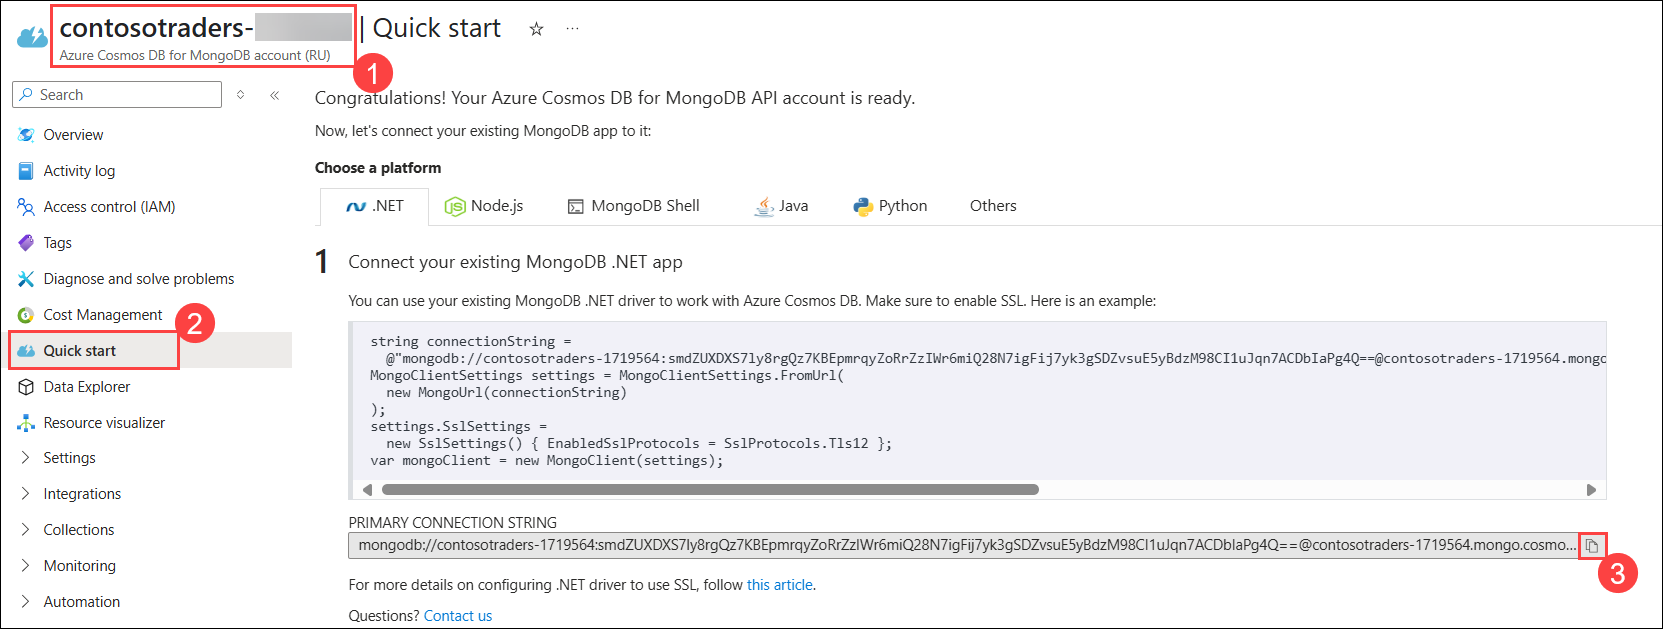 contosotraders-
| Quick start
Azure Cosmos DB for MongoDB account (RU)
1
Search
Overview
Activity log
Access control (IAM)
Tags
Diagnose and solve problems
Cost Management
2
Quick start
Data Explorer
Resource visualizer
Settings
Integrations
Collections
Monitoring
Automation
Congratulations! Your Azure Cosmos DB for MongoDB API account is ready.
Now, let's connect your existing MongoDB app to it:
Choose a platform
.NET
Node.js
MongoDB Shell
Java
Python
Others
1 Connect your existing MongoDB .NET app
You can use your existing MongoDB .NET driver to work with Azure Cosmos DB. Make sure to enable SSL. Here is an example:
string connectionString =
@"mongodb://contosotraders-1719564:smdZUXDXS7ly8rgQz7KBEpmrqyZoRrZzIWr6miQ28N7igFij7yk3gSDZvsuE5yBdzM98CI1uJqn7ACDbIaPg4Q==@contosotraders-1719564.mongo
MongoClientSettings settings = MongoClientSettings.FromUrl(
new MongoUrl(connectionString)
);
settings.SslSettings =
new SslSettings() { EnabledSslProtocols = SslProtocols.Tls12 };
var mongoClient = new MongoClient(settings);
PRIMARY CONNECTION STRING
mongodb://contosotraders-1719564:smdZUXDXS7ly8rgQz7KBEpmrqyZoRrZzIWr6miQ28N7igFij7yk3gSDZvsuE5yBdzM98CI1uJqn7ACDbIaPg4Q==@contosotraders-1719564.mongo.cosmo...
3
For more details on configuring .NET driver to use SSL, follow this article.
Questions? Contact us